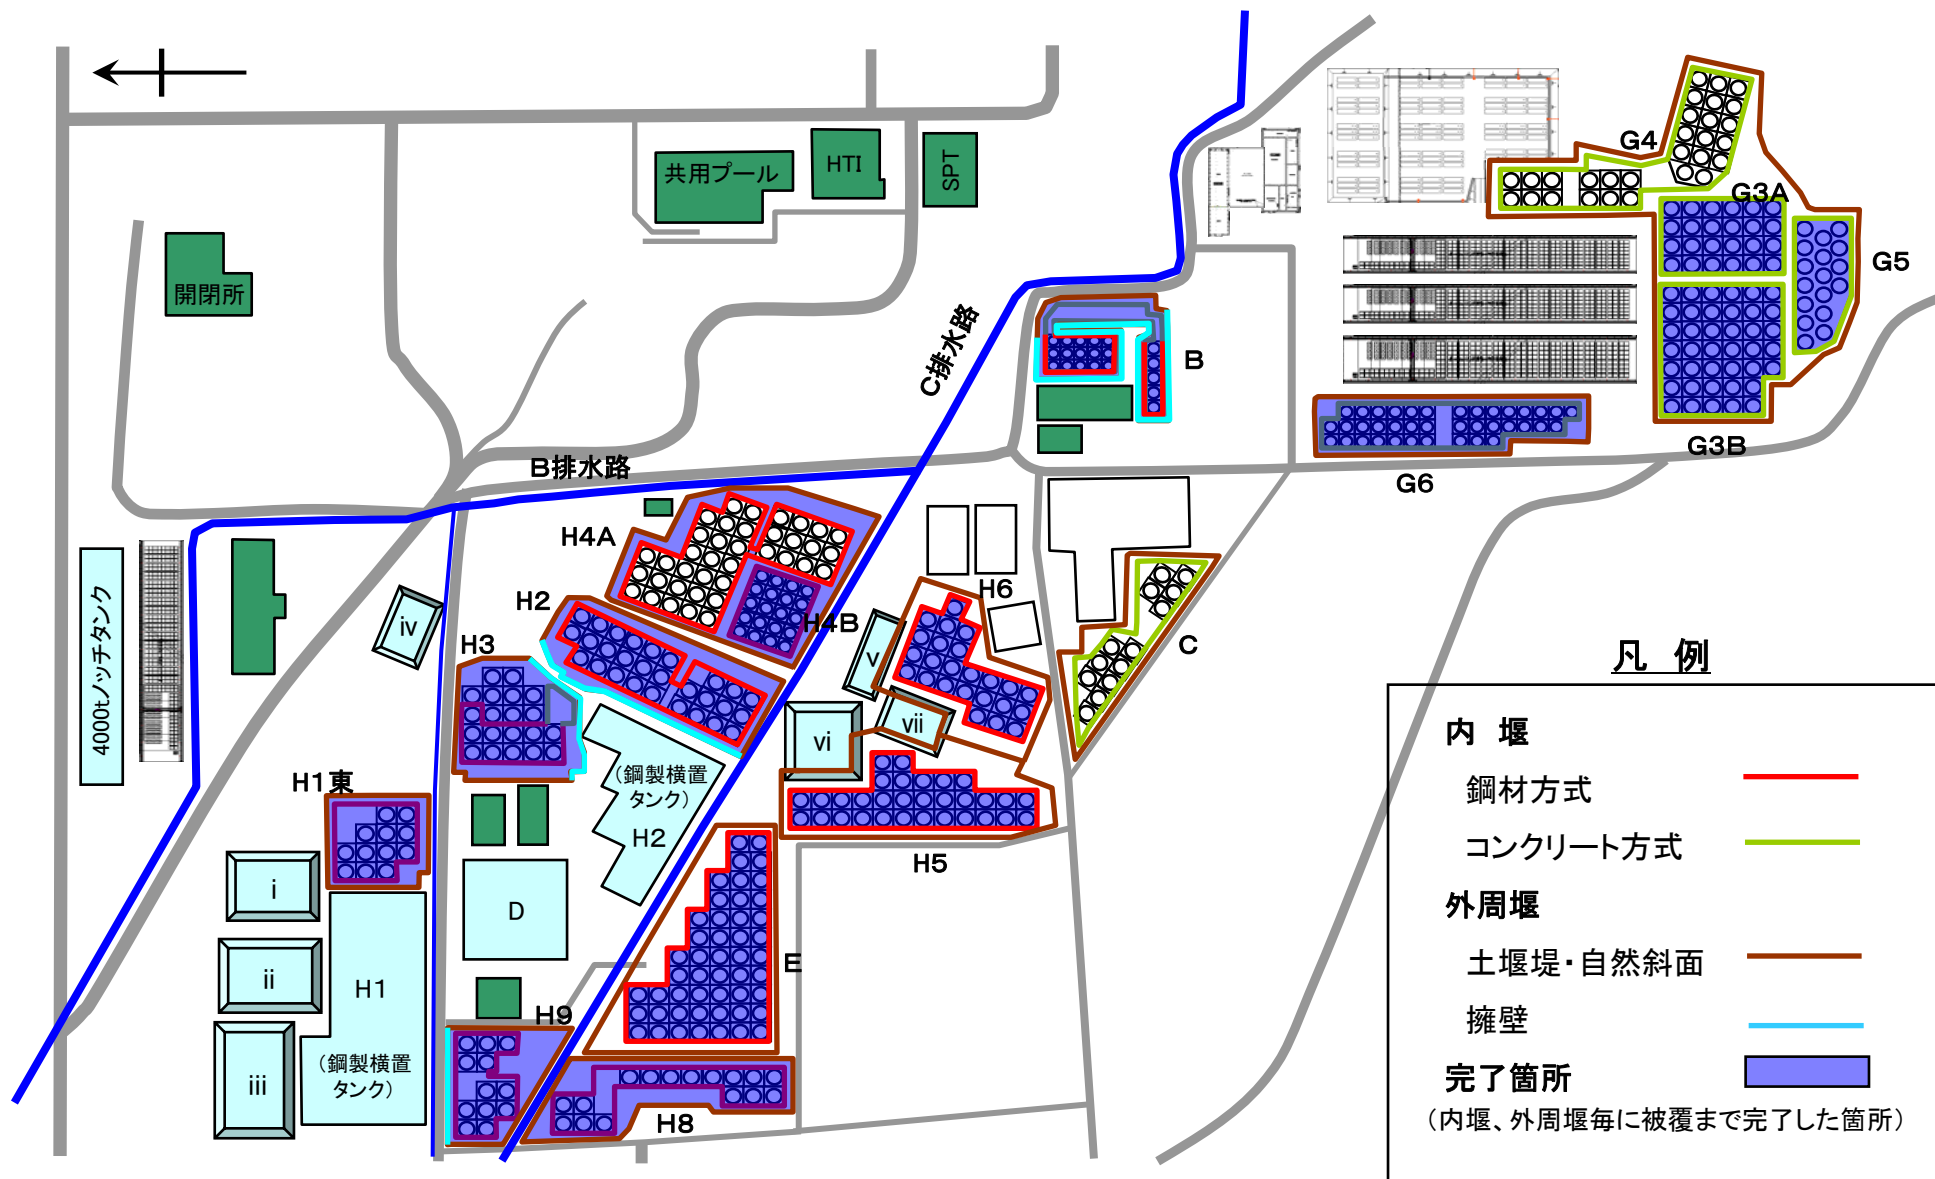 共用プール
HTI
SPT
開閉所
G4
G3A
G5
G3B
G6
C排水路
B
B排水路
H4A
H4B
H2
H3
H6
C
iv
v
vi
vii
4000tノッチタンク
H1東
(鋼製横置
タンク)
H2
H5
D
E
i
ii
iii
H1
(鋼製横置
タンク)
H9
H8
凡 例
内 堰
鋼材方式
コンクリート方式
外周堰
土堰堤・自然斜面
擁壁
完了箇所
(内堰、外周堰毎に被覆まで完了した箇所)